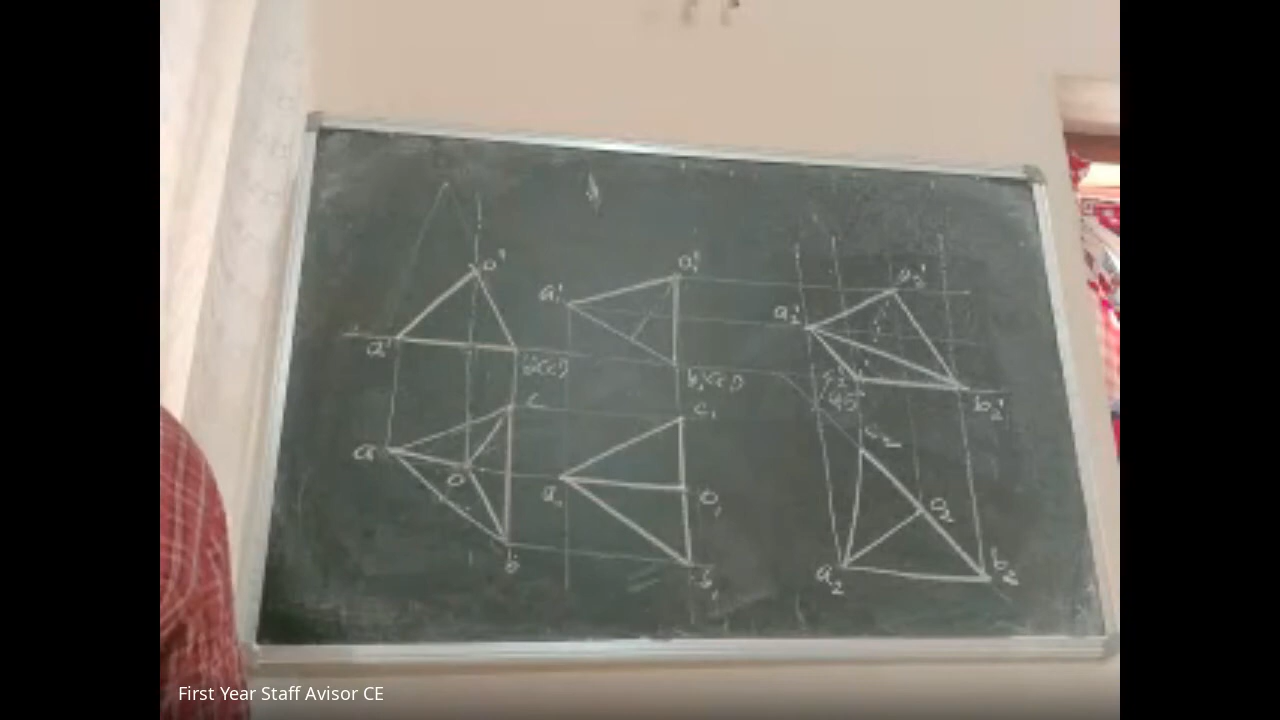 o'
a'
b'(c')
c
a
o
b
o₁'
a₁'
b₁'(c₁')
c₁
a₁
o₁
b₁
o₂'
a₂'
c₂'
45°
b₂'
c₂
o₂
a₂
b₂
First Year Staff Avisor CE